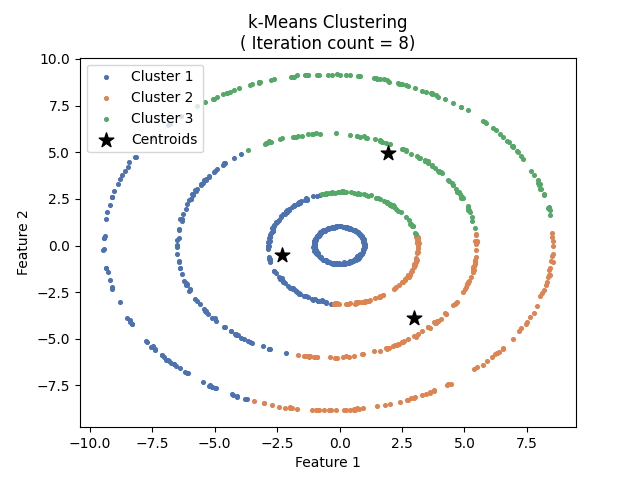 k-Means Clustering
( Iteration count = 8)
10.0
7.5
5.0
2.5
0.0
−2.5
−5.0
−7.5
Feature 2
Cluster 1
Cluster 2
Cluster 3
Centroids
−10.0 −7.5 −5.0 −2.5 0.0 2.5 5.0 7.5
Feature 1